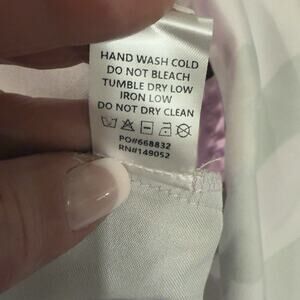 HAND WASH COLD
DO NOT BLEACH
TUMBLE DRY LOW
IRON LOW
DO NOT DRY CLEAN
PO#668832
RN#149052